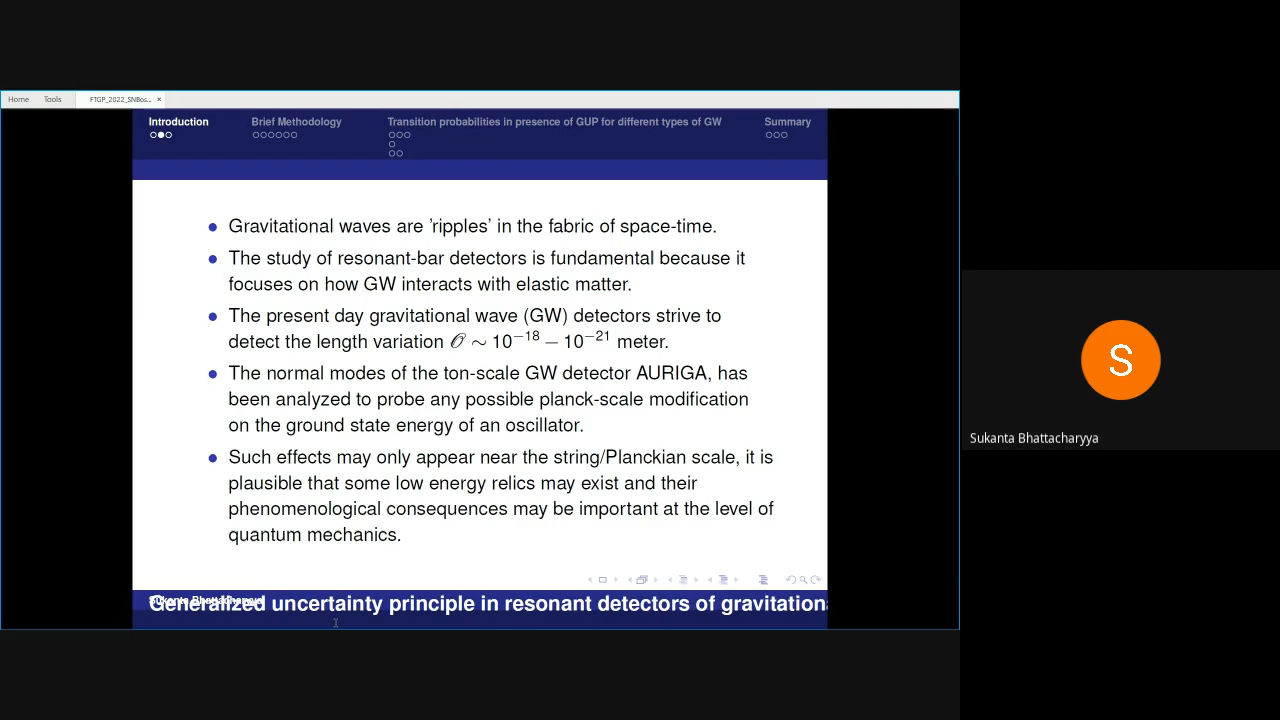 Home Tools FTGP_2022_SNBos... ×
Introduction Brief Methodology Transition probabilities in presence of GUP for different types of GW Summary
• Gravitational waves are 'ripples' in the fabric of space-time.
• The study of resonant-bar detectors is fundamental because it
focuses on how GW interacts with elastic matter.
• The present day gravitational wave (GW) detectors strive to
detect the length variation 𝒪 ∼ 10⁻¹⁸ − 10⁻²¹ meter.
• The normal modes of the ton-scale GW detector AURIGA, has
been analyzed to probe any possible planck-scale modification
on the ground state energy of an oscillator.
• Such effects may only appear near the string/Planckian scale, it is
plausible that some low energy relics may exist and their
phenomenological consequences may be important at the level of
quantum mechanics.
Sukanta Bhattacharyya
Generalized uncertainty principle in resonant detectors of gravitation
S
Sukanta Bhattacharyya